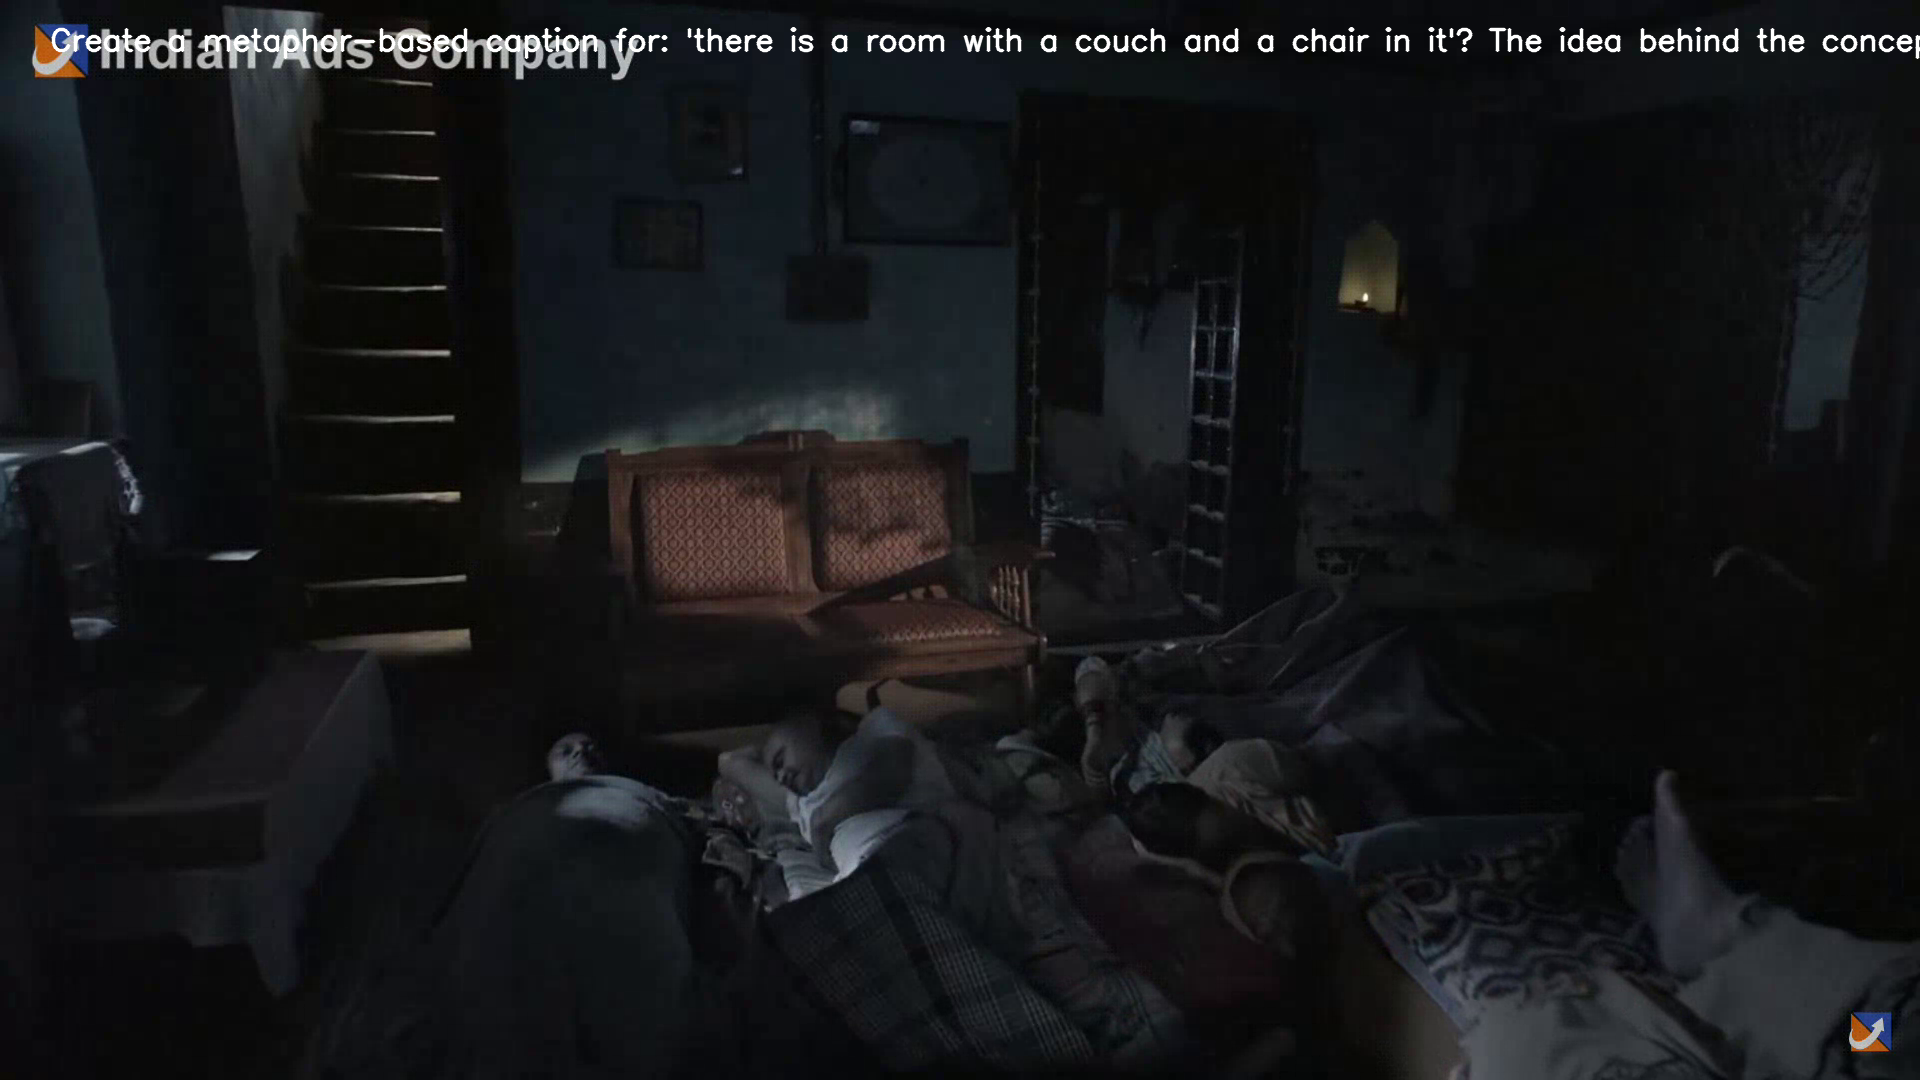 Create a metaphor-based caption for: 'there is a room with a couch and a chair in it'? The idea behind the concep
Indian Ads Company